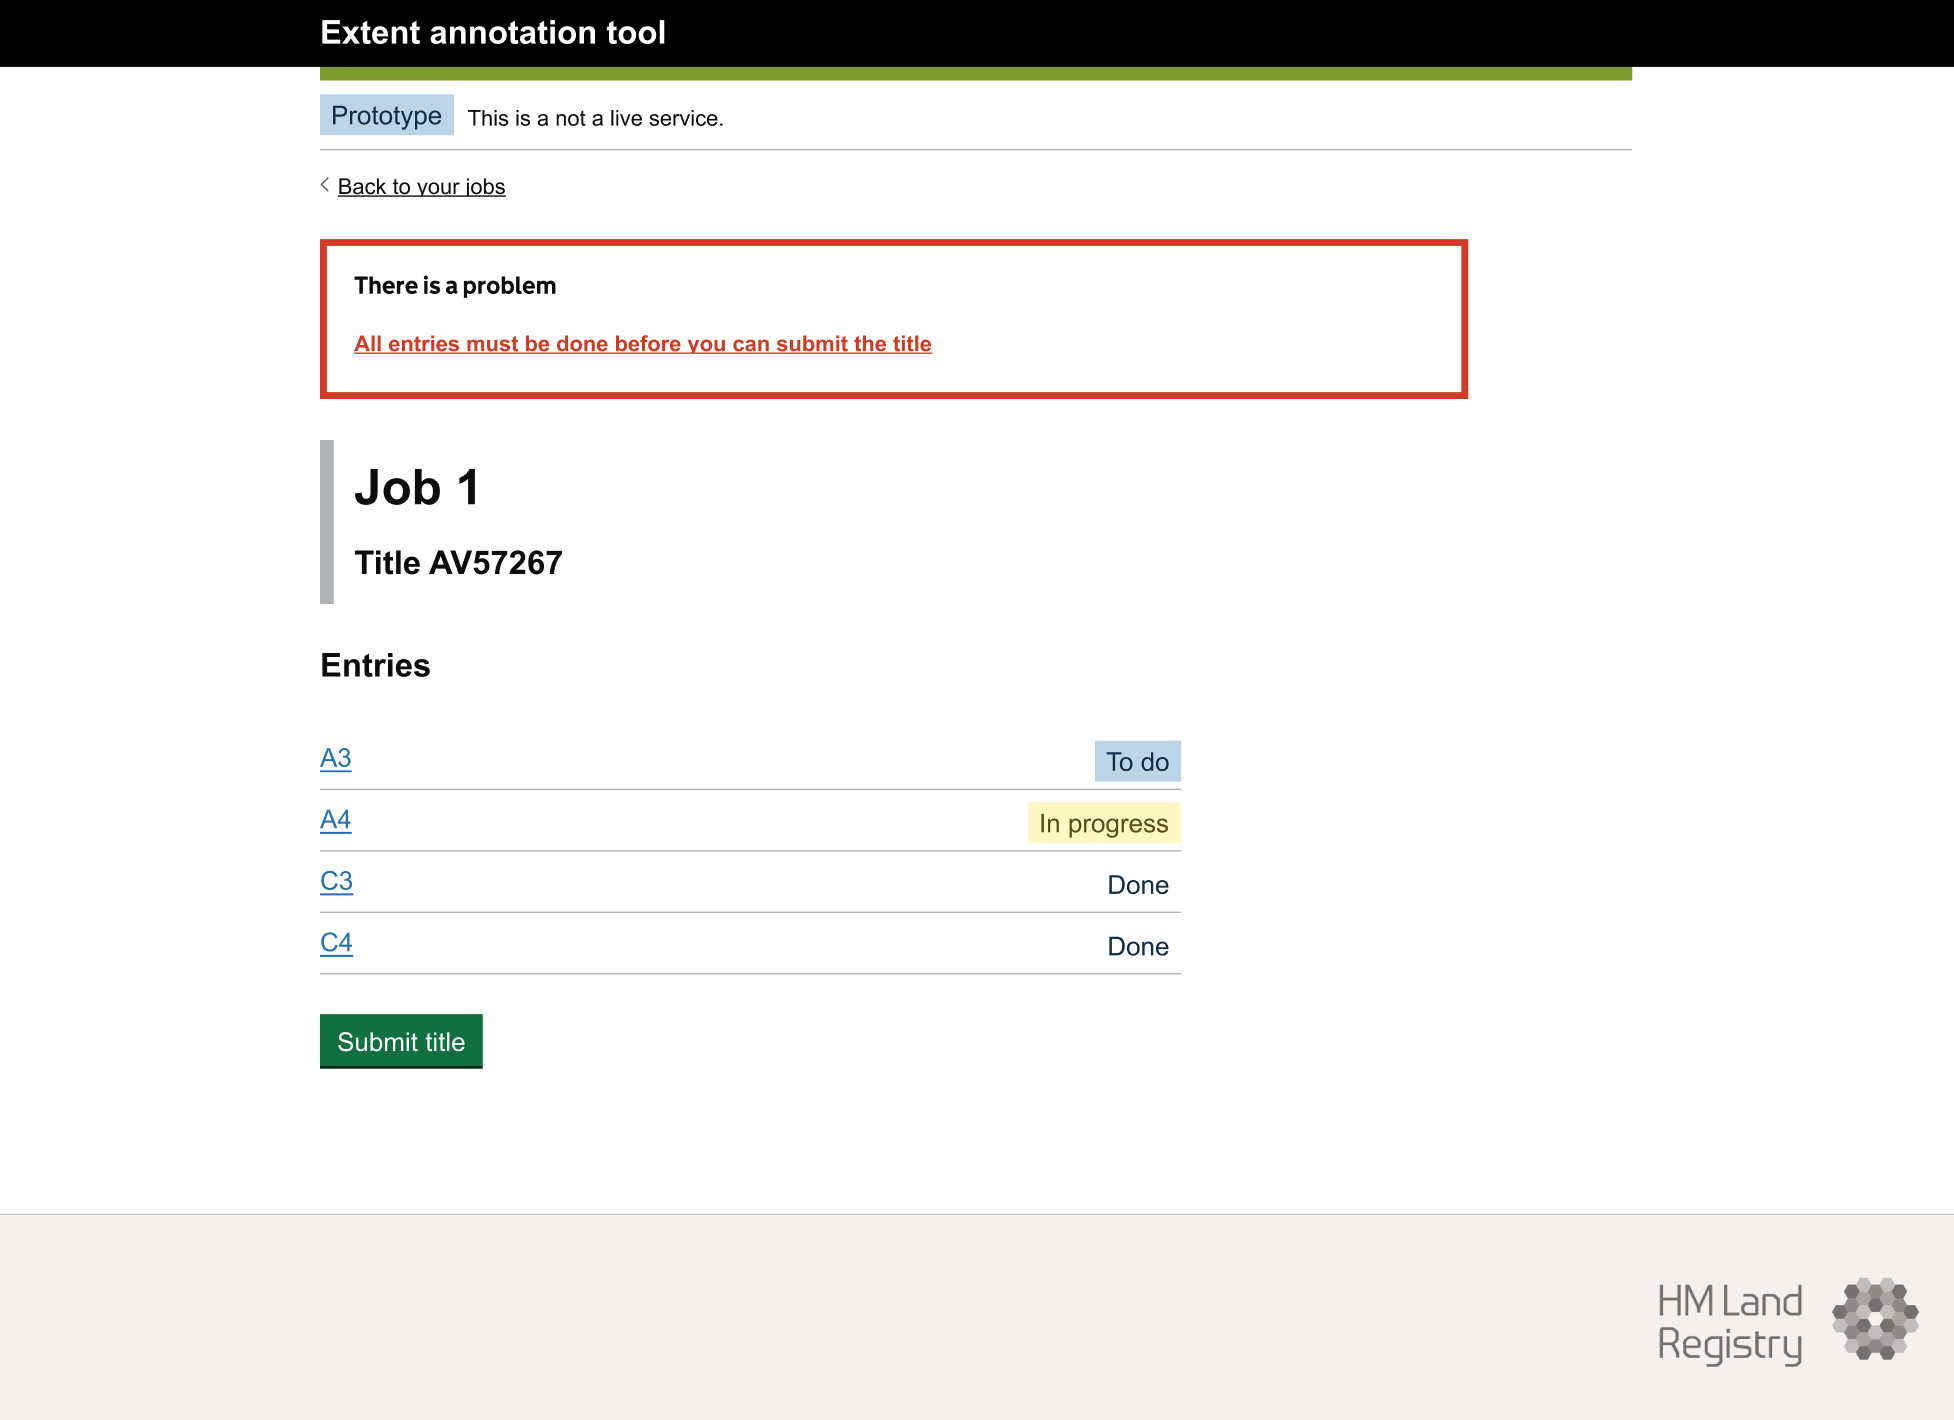 Extent annotation tool
Prototype This is a not a live service.
Back to your jobs
There is a problem
All entries must be done before you can submit the title
Job 1
Title AV57267
Entries
A3 To do
A4 In progress
C3 Done
C4 Done
Submit title
HM Land
Registry